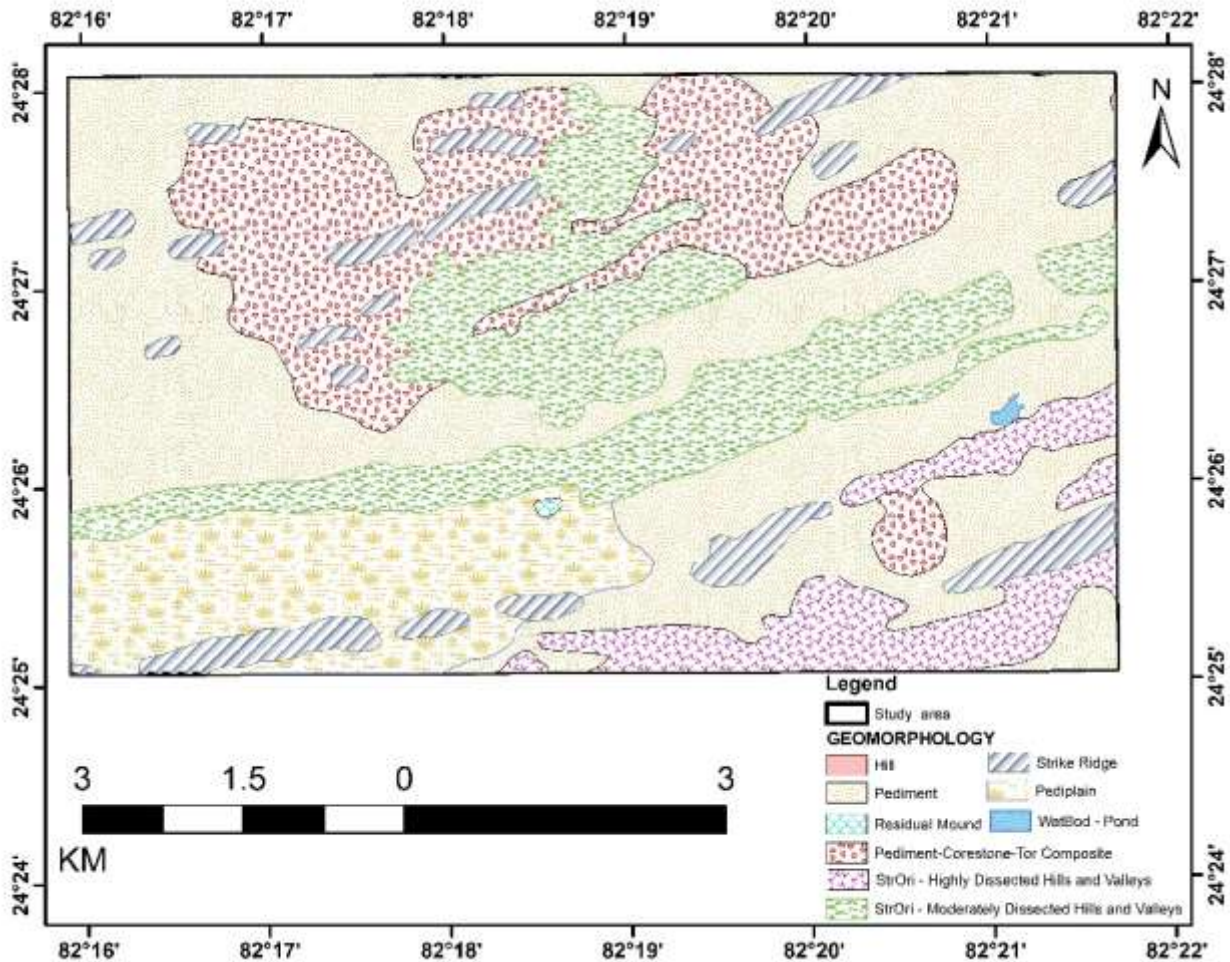 82°16' 82°17' 82°18' 82°19' 82°20' 82°21' 82°22'
24°28' 24°28'
N
24°27' 24°27'
24°26' 24°26'
24°25' 24°25'
Legend
Study area
GEOMORPHOLOGY
Hill Strike Ridge
Pediment Pediplain
Residual Mound WatBod - Pond
Pediment-Corestone-Tor Composite
StrOri - Highly Dissected Hills and Valleys
StrOri - Moderately Dissected Hills and Valleys
3 1.5 0 3
KM
24°24' 24°24'
82°16' 82°17' 82°18' 82°19' 82°20' 82°21' 82°22'